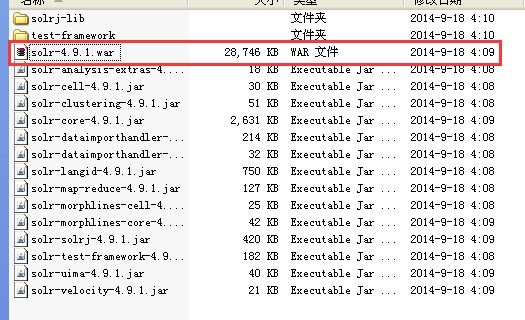 名称 大小 类型 修改日期
solrj-lib 文件夹 2014-9-18 4:10
test-framework 文件夹 2014-9-18 4:10
solr-4.9.1.war 28,746 KB WAR 文件 2014-9-18 4:09
solr-analysis-extras-4.... 18 KB Executable Jar ... 2014-9-18 4:08
solr-cell-4.9.1.jar 30 KB Executable Jar ... 2014-9-18 4:08
solr-clustering-4.9.1.jar 51 KB Executable Jar ... 2014-9-18 4:08
solr-core-4.9.1.jar 2,631 KB Executable Jar ... 2014-9-18 4:09
solr-dataimporthandler-... 214 KB Executable Jar ... 2014-9-18 4:08
solr-dataimporthandler-... 32 KB Executable Jar ... 2014-9-18 4:08
solr-langid-4.9.1.jar 750 KB Executable Jar ... 2014-9-18 4:08
solr-map-reduce-4.9.1.jar 127 KB Executable Jar ... 2014-9-18 4:08
solr-morphlines-cell-4.... 25 KB Executable Jar ... 2014-9-18 4:08
solr-morphlines-core-4.... 42 KB Executable Jar ... 2014-9-18 4:09
solr-solrj-4.9.1.jar 420 KB Executable Jar ... 2014-9-18 4:09
solr-test-framework-4.9... 182 KB Executable Jar ... 2014-9-18 4:08
solr-uima-4.9.1.jar 40 KB Executable Jar ... 2014-9-18 4:09
solr-velocity-4.9.1.jar 21 KB Executable Jar ... 2014-9-18 4:09